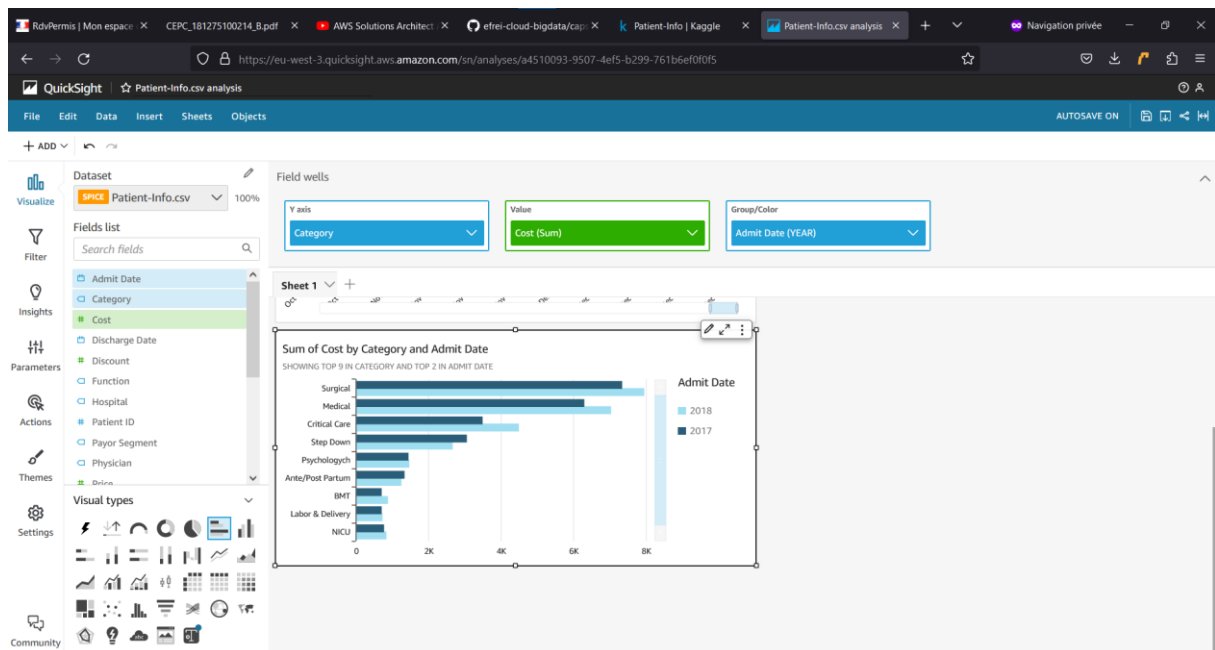 RdvPermis | Mon espace
CEPC_181275100214_B.pdf
AWS Solutions Architect
efrei-cloud-bigdata/cap
Patient-Info | Kaggle
Patient-Info.csv analysis
Navigation privée
https://eu-west-3.quicksight.aws.amazon.com/sn/analyses/a4510093-9507-4ef5-b299-761b6ef0f0f5
QuickSight
Patient-Info.csv analysis
File Edit Data Insert Sheets Objects
AUTOSAVE ON
+ ADD
Visualize
Filter
Insights
Parameters
Actions
Themes
Settings
Community
Dataset
SPICE Patient-Info.csv 100%
Fields list
Search fields
Admit Date
Category
# Cost
Discharge Date
# Discount
Function
Hospital
# Patient ID
Payor Segment
Physician
# Price
Visual types
Field wells
Y axis
Category
Value
Cost (Sum)
Group/Color
Admit Date (YEAR)
Sheet 1
Sum of Cost by Category and Admit Date
SHOWING TOP 9 IN CATEGORY AND TOP 2 IN ADMIT DATE
Surgical
Medical
Critical Care
Step Down
Psychologych
Ante/Post Partum
BMT
Labor & Delivery
NICU
0 2K 4K 6K 8K
Admit Date
2018
2017